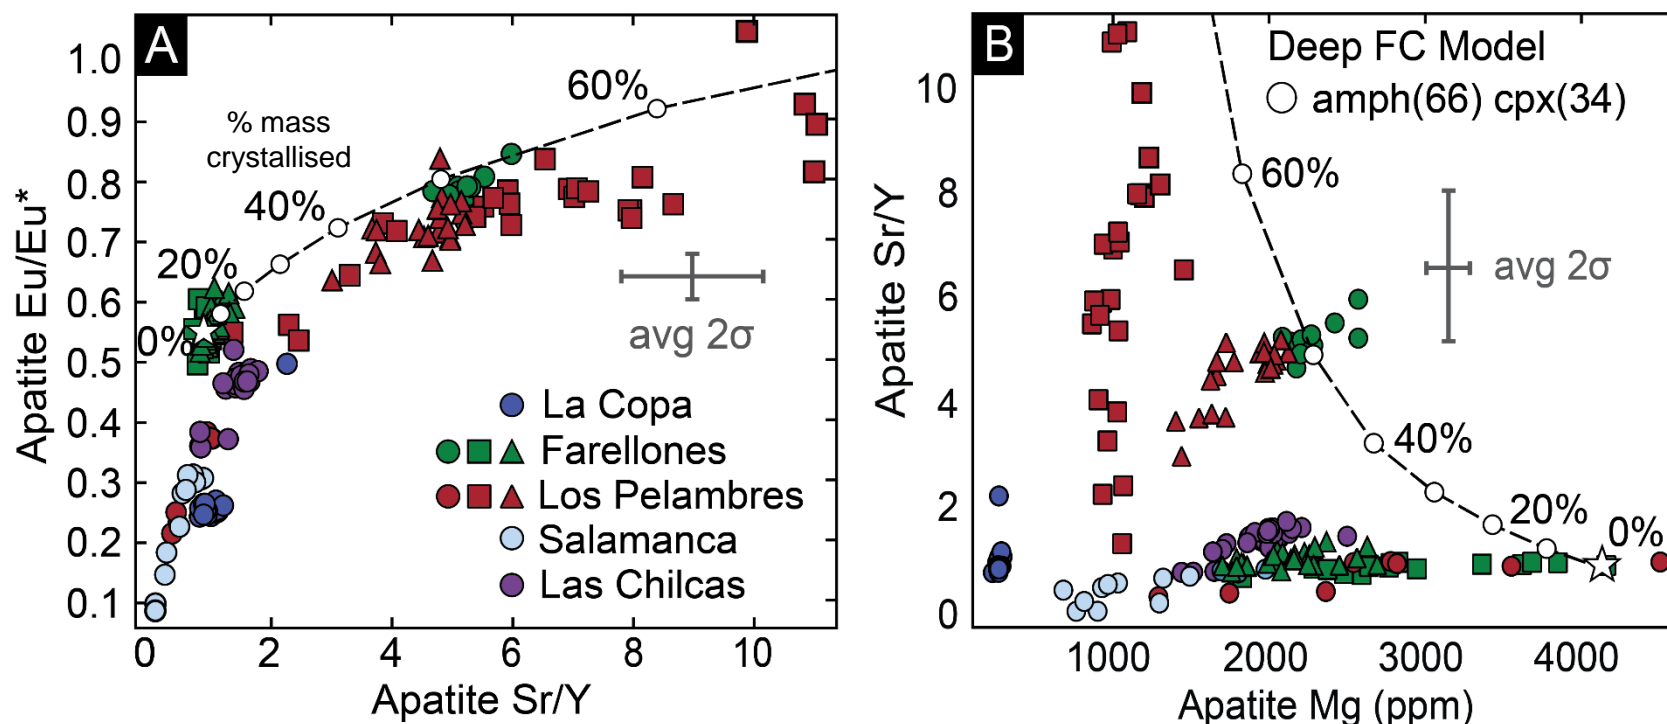 A
1.0
0.9
0.8
0.7
0.6
0.5
0.4
0.3
0.2
0.1
Apatite Eu/Eu*
0
2
4
6
8
10
Apatite Sr/Y
% mass
crystallised
60%
40%
20%
0%
avg 2σ
La Copa
Farellones
Los Pelambres
Salamanca
Las Chilcas
B
Deep FC Model
amph(66) cpx(34)
10
8
6
4
2
0
Apatite Sr/Y
60%
avg 2σ
40%
20%
0%
1000
2000
3000
4000
Apatite Mg (ppm)